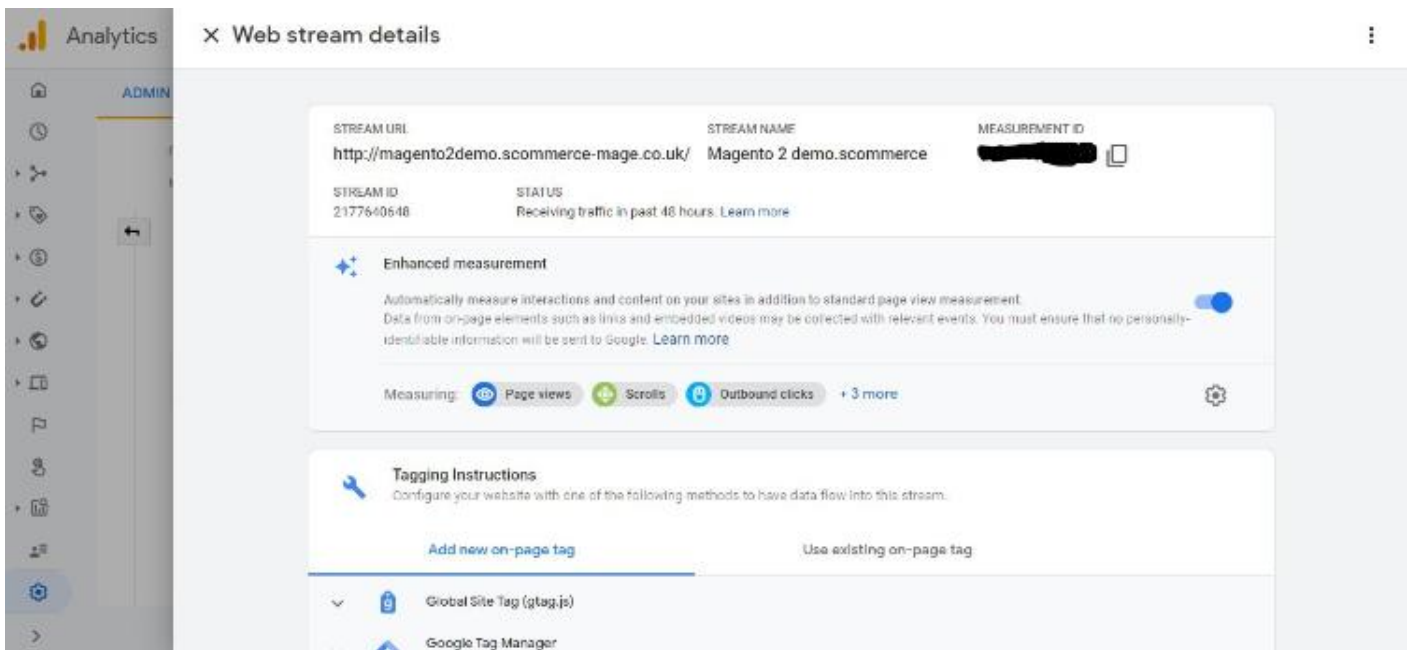 Analytics
Web stream details
ADMIN
STREAM URL
STREAM NAME
MEASUREMENT ID
http://magento2demo.scommerce-mage.co.uk/
Magento 2 demo.scommerce
STREAM ID
STATUS
2177640648
Receiving traffic in past 48 hours. Learn more
Enhanced measurement
Automatically measure interactions and content on your sites in addition to standard page view measurement.
Data from on-page elements such as links and embedded videos may be collected with relevant events. You must ensure that no personally-
identifiable information will be sent to Google. Learn more
Measuring: Page views Scrolls Outbound clicks + 3 more
Tagging Instructions
Configure your website with one of the following methods to have data flow into this stream.
Add new on-page tag
Use existing on-page tag
Global Site Tag (gtag.js)
Google Tag Manager